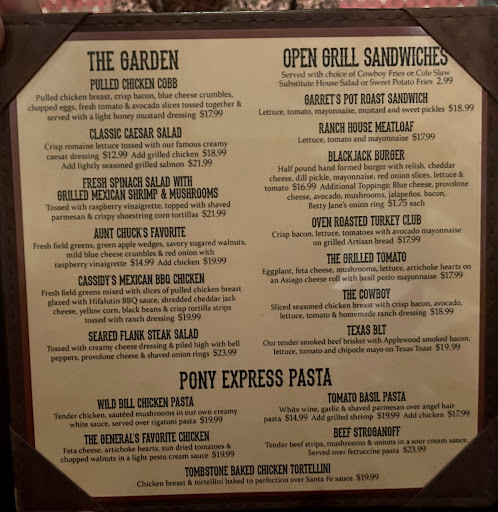 THE GARDEN
PULLED CHICKEN COBB
Pulled chicken breast, crisp bacon, blue cheese crumbles,
chopped eggs, fresh tomato & avocado slices tossed together &
served with a light honey mustard dressing $17.99
CLASSIC CAESAR SALAD
Crisp romaine lettuce tossed with our famous creamy
caesar dressing $12.99 Add grilled chicken $18.99
Add lightly seasoned grilled salmon $21.99
FRESH SPINACH SALAD WITH
GRILLED MEXICAN SHRIMP & MUSHROOMS
Tossed with raspberry vinaigrette, topped with shaved
parmesan & crispy shoestring corn tortillas $21.99
AUNT CHUCK'S FAVORITE
Fresh field greens, green apple wedges, savory sugared walnuts,
mild blue cheese crumbles & red onion with
raspberry vinaigrette $14.99 Add chicken $19.99
CASSIDY'S MEXICAN BBQ CHICKEN
Fresh field greens mixed with slices of pulled chicken breast
glazed with Hifalutin BBQ sauce, shredded cheddar jack
cheese, yellow corn, black beans & crisp tortilla strips
tossed with ranch dressing $19.99
SEARED FLANK STEAK SALAD
Tossed with creamy cheese dressing & piled high with bell
peppers, provolone cheese & shaved onion rings $23.99
OPEN GRILL SANDWICHES
Served with choice of Cowboy Fries or Cole Slaw
Substitute House Salad or Sweet Potato Fries 2.99
GARRET'S POT ROAST SANDWICH
Lettuce, tomato, mayonnaise, mustard and sweet pickles $18.99
RANCH HOUSE MEATLOAF
Lettuce, tomato and mayonnaise $17.99
BLACKJACK BURGER
Half pound hand formed burger with relish, cheddar
cheese, dill pickle, mayonnaise, red onion slices, lettuce &
tomato $16.99 Additional Toppings: Blue cheese, provolone
cheese, avocado, mushrooms, jalapeños, bacon,
Betty Jane's onion ring $1.75 each
OVEN ROASTED TURKEY CLUB
Crisp bacon, lettuce, tomatoes with avocado mayonnaise
on grilled Artisan bread $17.99
THE GRILLED TOMATO
Eggplant, feta cheese, mushrooms, lettuce, artichoke hearts on
an Asiago cheese roll with basil pesto mayonnaise $17.99
THE COWBOY
Sliced seasoned chicken breast with crisp bacon, avocado,
lettuce, tomato & homemade ranch dressing $18.99
TEXAS BLT
Our tender smoked beef brisket with Applewood smoked bacon,
lettuce, tomato and chipotle mayo on Texas Toast $19.99
PONY EXPRESS PASTA
WILD BILL CHICKEN PASTA
Tender chicken, sautéed mushrooms in our own creamy
white sauce, served over rigatoni pasta $19.99
THE GENERAL'S FAVORITE CHICKEN
Feta cheese, artichoke hearts, sun dried tomatoes &
chopped walnuts in a light pesto cream sauce $19.99
TOMATO BASIL PASTA
White wine, garlic & shaved parmesan over angel hair
pasta $14.99 Add grilled shrimp $19.99 Add chicken $17.99
BEEF STROGANOFF
Tender beef strips, mushrooms & onions in a sour cream sauce.
Served over fettuccine pasta $23.99
TOMBSTONE BAKED CHICKEN TORTELLINI
Chicken breast & tortellini baked to perfection over Santa Fe sauce $19.99